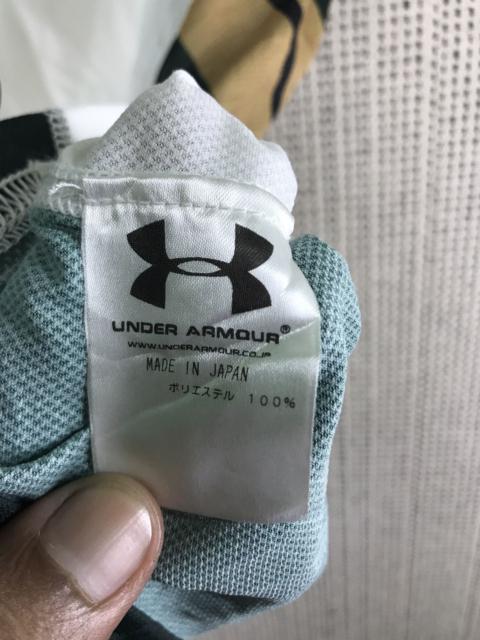 UNDER ARMOUR®
WWW.UNDERARMOUR.CO.JP
MADE IN JAPAN
ポリエステル 100%